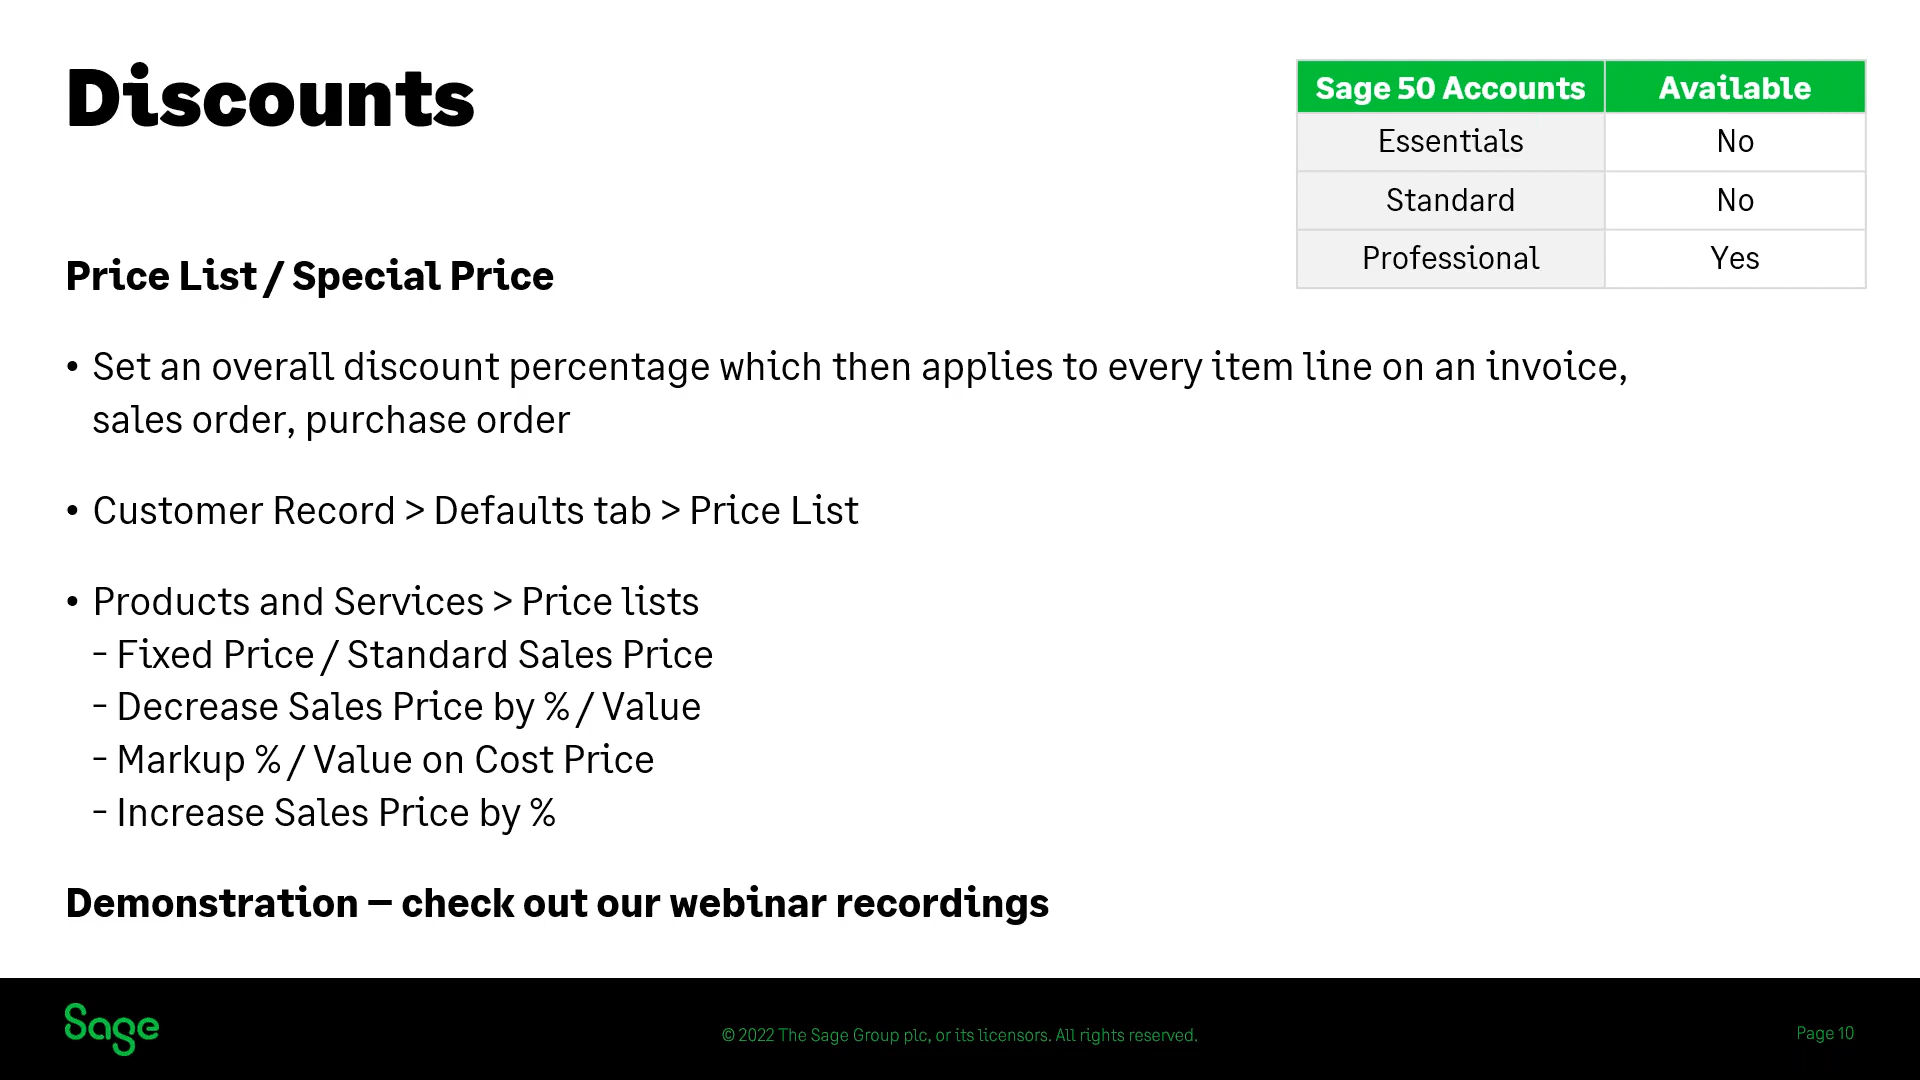 Discounts
Sage 50 Accounts Available
Essentials No
Standard No
Professional Yes
Price List / Special Price
• Set an overall discount percentage which then applies to every item line on an invoice,
sales order, purchase order
• Customer Record > Defaults tab > Price List
• Products and Services > Price lists
- Fixed Price / Standard Sales Price
- Decrease Sales Price by % / Value
- Markup % / Value on Cost Price
- Increase Sales Price by %
Demonstration – check out our webinar recordings
Sage
© 2022 The Sage Group plc, or its licensors. All rights reserved.
Page 10